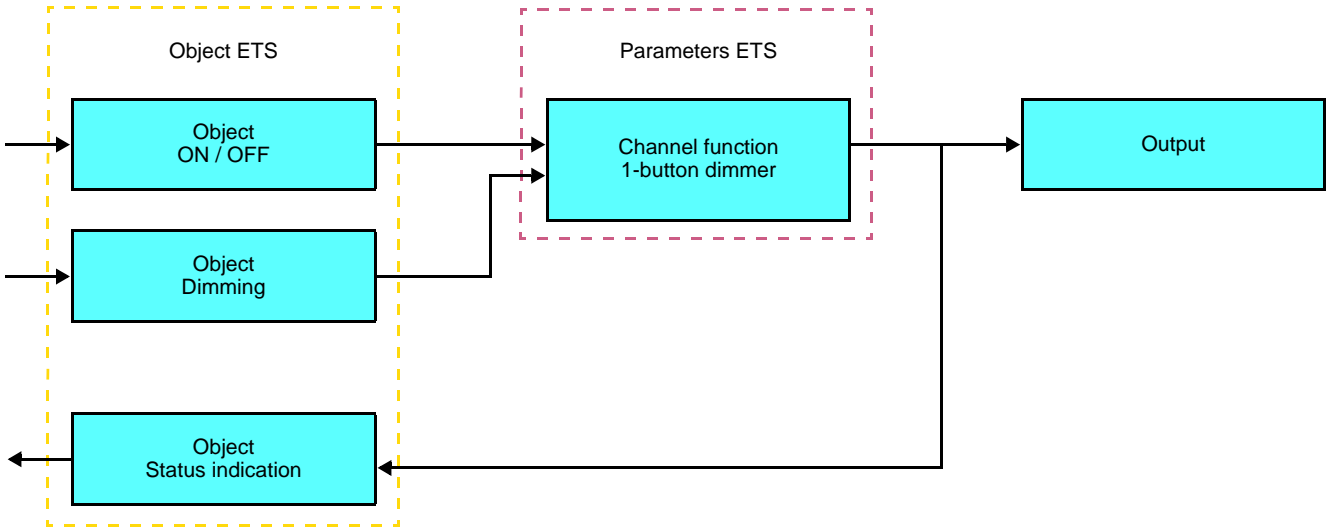 Object ETS
Parameters ETS
Object
ON / OFF
Channel function
1-button dimmer
Output
Object
Dimming
Object
Status indication